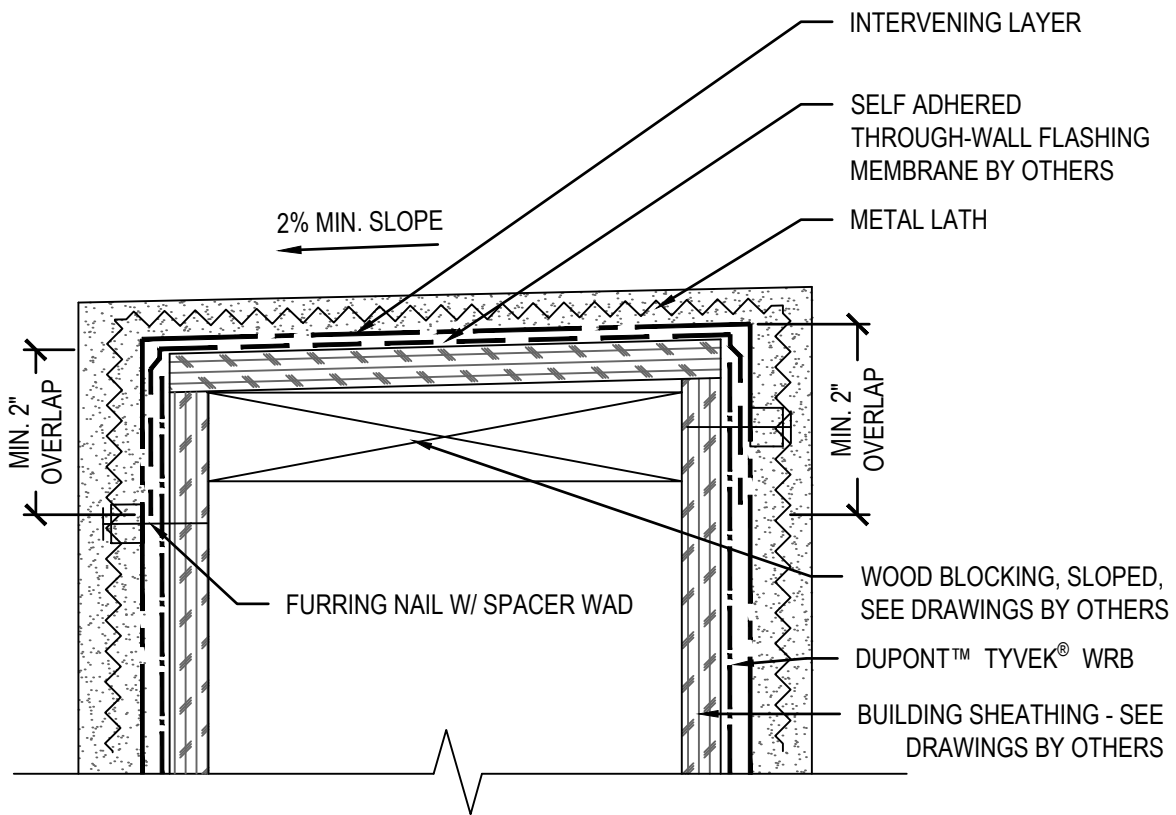 INTERVENING LAYER
SELF ADHERED
THROUGH-WALL FLASHING
MEMBRANE BY OTHERS
METAL LATH
2% MIN. SLOPE
MIN. 2"
OVERLAP
MIN. 2"
OVERLAP
WOOD BLOCKING, SLOPED,
SEE DRAWINGS BY OTHERS
FURRING NAIL W/ SPACER WAD
DUPONT™ TYVEK® WRB
BUILDING SHEATHING - SEE
DRAWINGS BY OTHERS